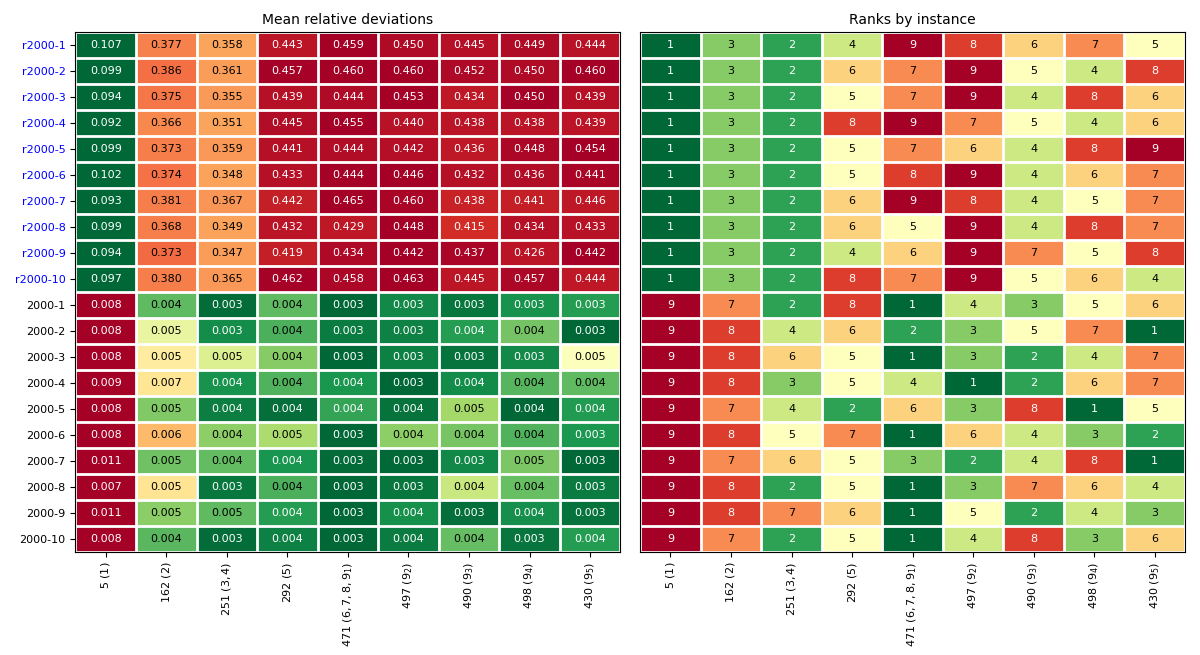 Mean relative deviations Ranks by instance
r2000-1 0.107 0.377 0.358 0.443 0.459 0.450 0.445 0.449 0.444 1 3 2 4 9 8 6 7 5
r2000-2 0.099 0.386 0.361 0.457 0.460 0.460 0.452 0.450 0.460 1 3 2 6 7 9 5 4 8
r2000-3 0.094 0.375 0.355 0.439 0.444 0.453 0.434 0.450 0.439 1 3 2 5 7 9 4 8 6
r2000-4 0.092 0.366 0.351 0.445 0.455 0.440 0.438 0.438 0.439 1 3 2 8 9 7 5 4 6
r2000-5 0.099 0.373 0.359 0.441 0.444 0.442 0.436 0.448 0.454 1 3 2 5 7 6 4 8 9
r2000-6 0.102 0.374 0.348 0.433 0.444 0.446 0.432 0.436 0.441 1 3 2 5 8 9 4 6 7
r2000-7 0.093 0.381 0.367 0.442 0.465 0.460 0.438 0.441 0.446 1 3 2 6 9 8 4 5 7
r2000-8 0.099 0.368 0.349 0.432 0.429 0.448 0.415 0.434 0.433 1 3 2 6 5 9 4 8 7
r2000-9 0.094 0.373 0.347 0.419 0.434 0.442 0.437 0.426 0.442 1 3 2 4 6 9 7 5 8
r2000-10 0.097 0.380 0.365 0.462 0.458 0.463 0.445 0.457 0.444 1 3 2 8 7 9 5 6 4
2000-1 0.008 0.004 0.003 0.004 0.003 0.003 0.003 0.003 0.003 9 7 2 8 1 4 3 5 6
2000-2 0.008 0.005 0.003 0.004 0.003 0.003 0.004 0.004 0.003 9 8 4 6 2 3 5 7 1
2000-3 0.008 0.005 0.005 0.004 0.003 0.003 0.003 0.003 0.005 9 8 6 5 1 3 2 4 7
2000-4 0.009 0.007 0.004 0.004 0.004 0.003 0.004 0.004 0.004 9 8 3 5 4 1 2 6 7
2000-5 0.008 0.005 0.004 0.004 0.004 0.004 0.005 0.004 0.004 9 7 4 2 6 3 8 1 5
2000-6 0.008 0.006 0.004 0.005 0.003 0.004 0.004 0.004 0.003 9 8 5 7 1 6 4 3 2
2000-7 0.011 0.005 0.004 0.004 0.003 0.003 0.003 0.005 0.003 9 7 6 5 3 2 4 8 1
2000-8 0.007 0.005 0.003 0.004 0.003 0.003 0.004 0.004 0.003 9 8 2 5 1 3 7 6 4
2000-9 0.011 0.005 0.005 0.004 0.003 0.004 0.003 0.004 0.003 9 8 7 6 1 5 2 4 3
2000-10 0.008 0.004 0.003 0.004 0.003 0.004 0.004 0.003 0.004 9 7 2 5 1 4 8 3 6
5 (1) 162 (2) 251 (3, 4) 292 (5) 471 (6, 7, 8, 9₁) 497 (9₂) 490 (9₃) 498 (9₄) 430 (9₅) 5 (1) 162 (2) 251 (3, 4) 292 (5) 471 (6, 7, 8, 9₁) 497 (9₂) 490 (9₃) 498 (9₄) 430 (9₅)